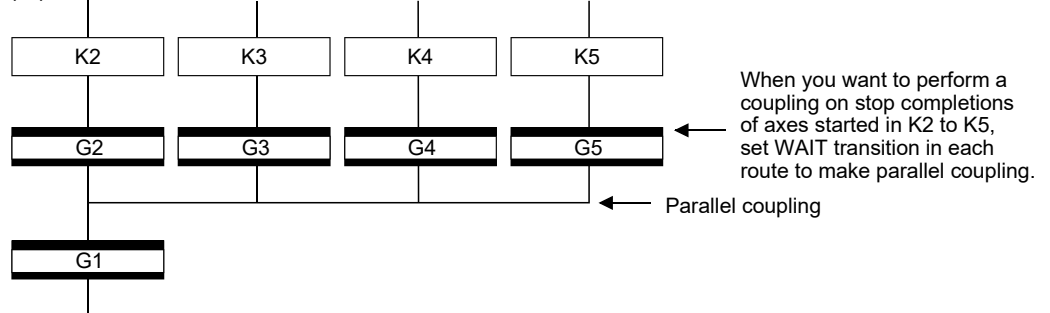 K2 K3 K4 K5
When you want to perform a
coupling on stop completions
of axes started in K2 to K5,
set WAIT transition in each
route to make parallel coupling.
G2 G3 G4 G5
Parallel coupling
G1